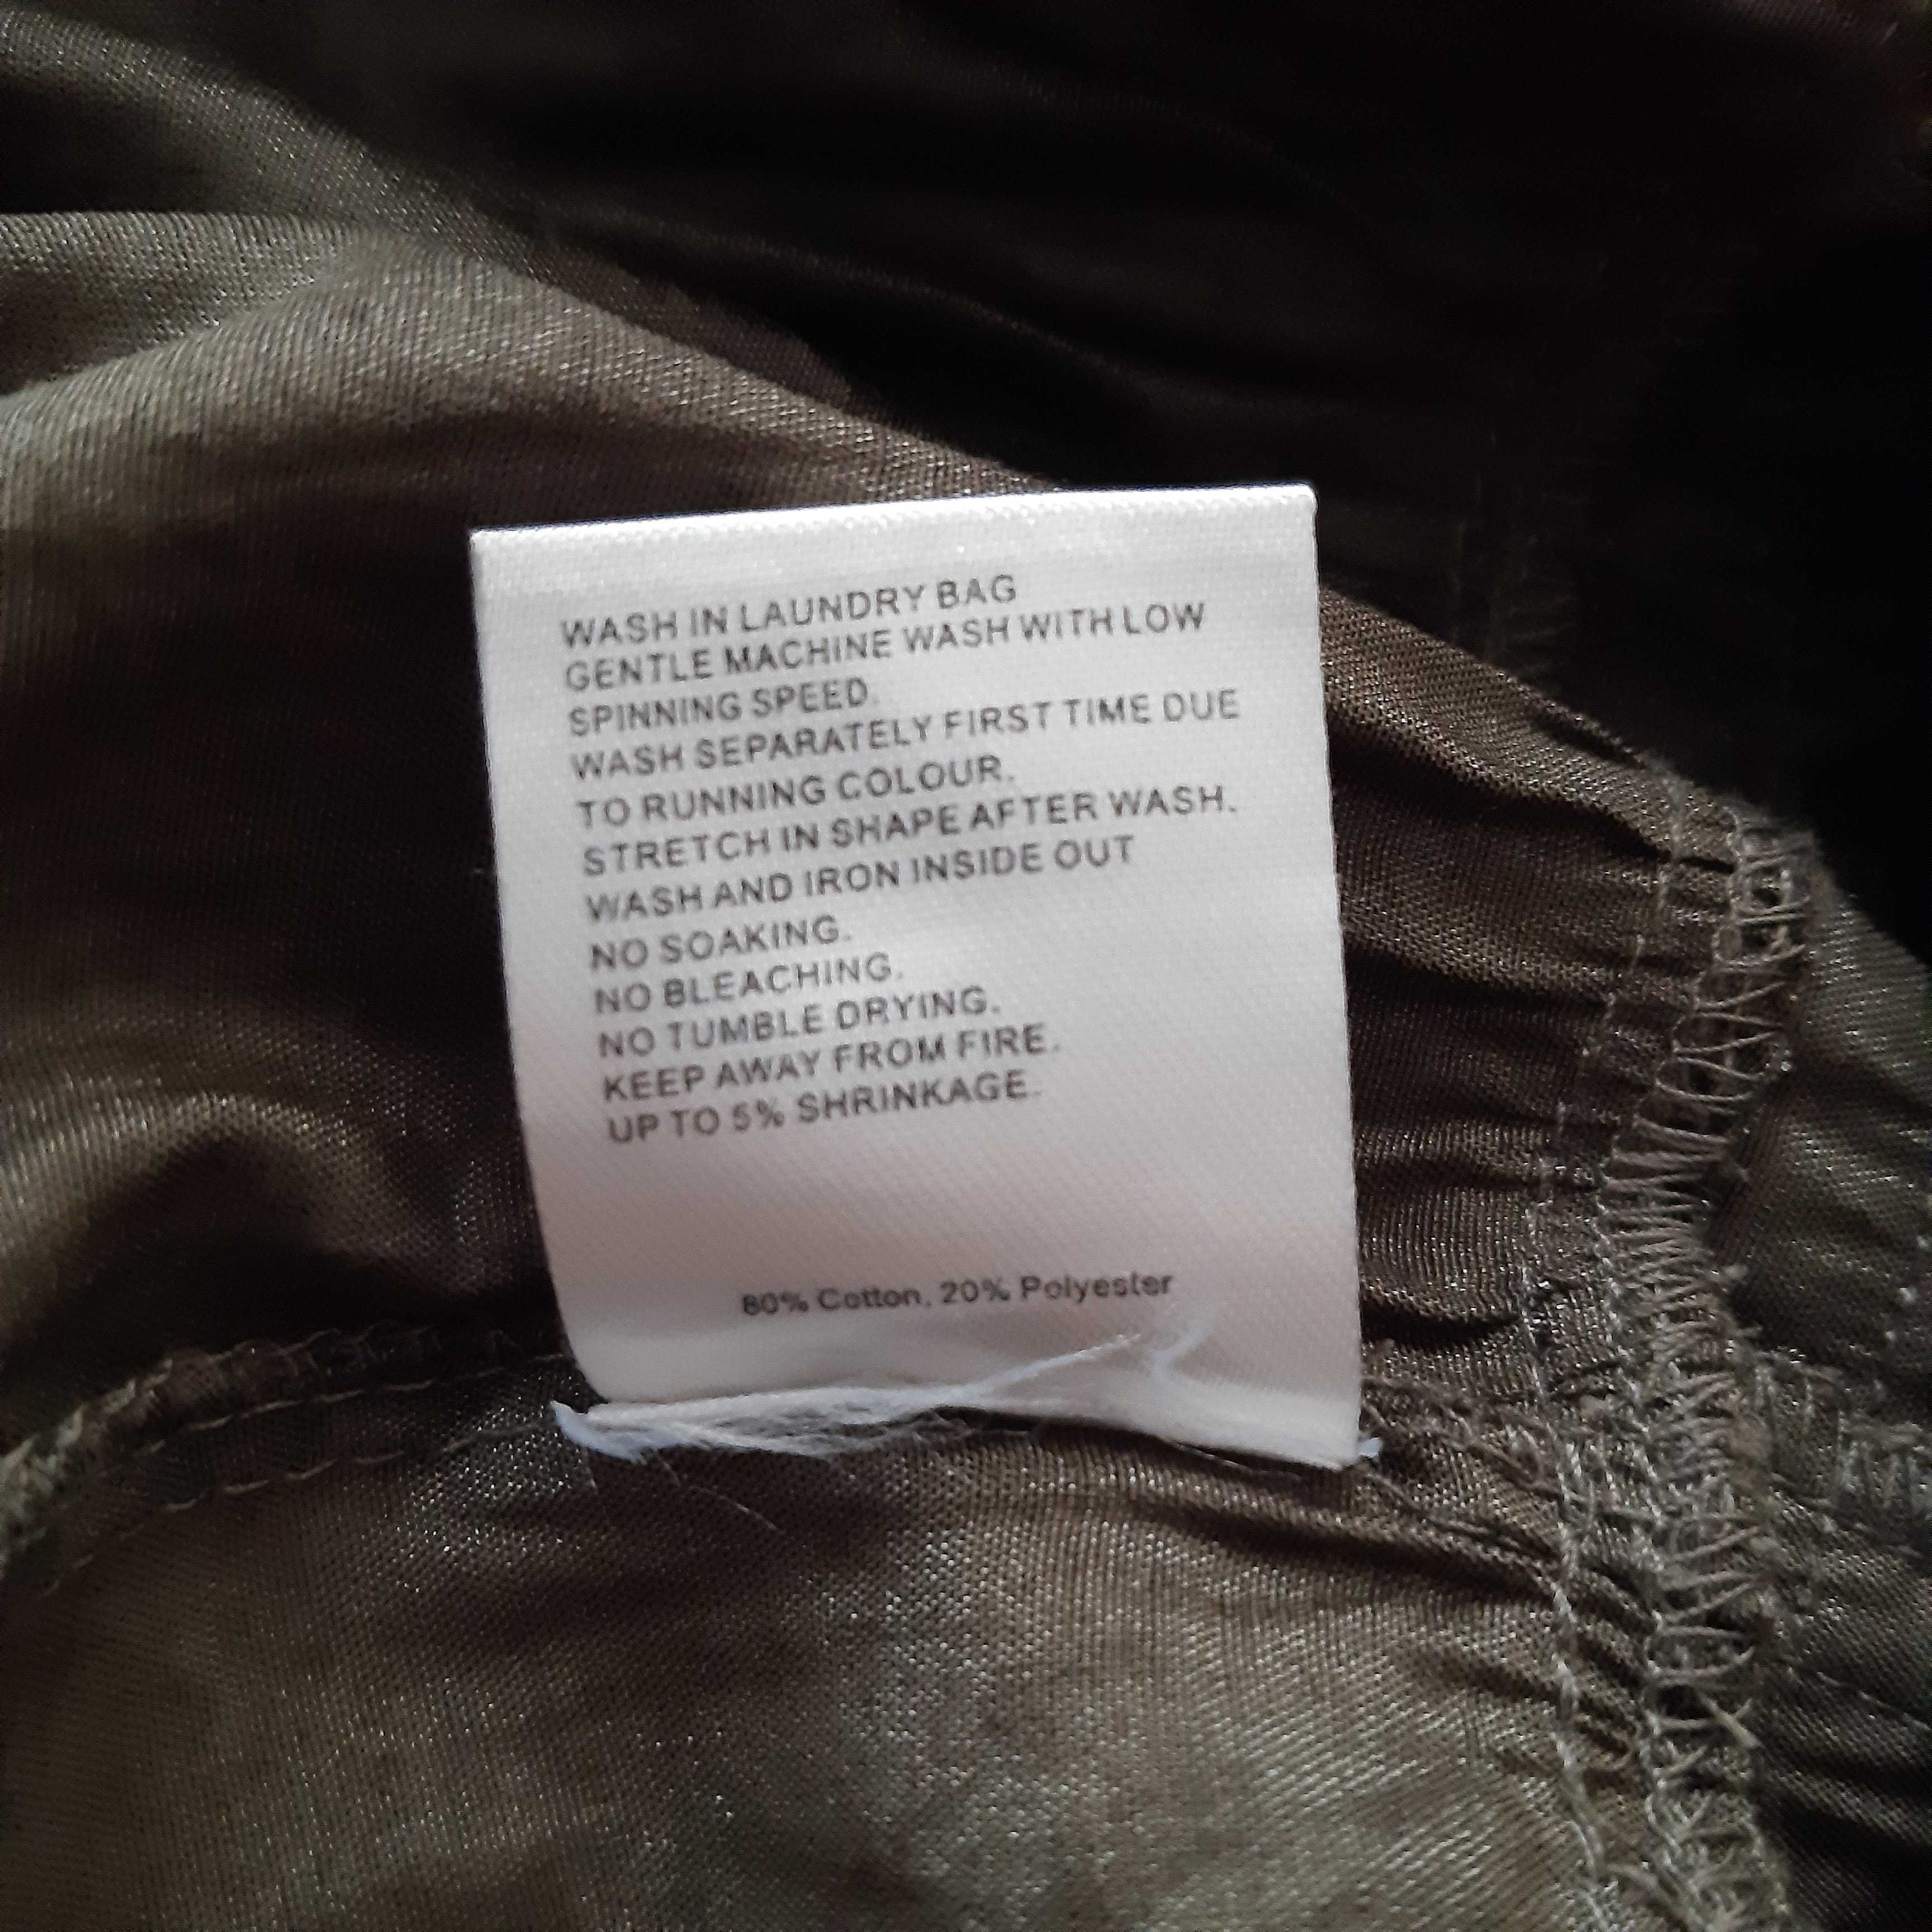 WASH IN LAUNDRY BAG
GENTLE MACHINE WASH WITH LOW
SPINNING SPEED.
WASH SEPARATELY FIRST TIME DUE
TO RUNNING COLOUR.
STRETCH IN SHAPE AFTER WASH.
WASH AND IRON INSIDE OUT
NO SOAKING.
NO BLEACHING.
NO TUMBLE DRYING.
KEEP AWAY FROM FIRE.
UP TO 5% SHRINKAGE.
80% Cotton, 20% Polyester